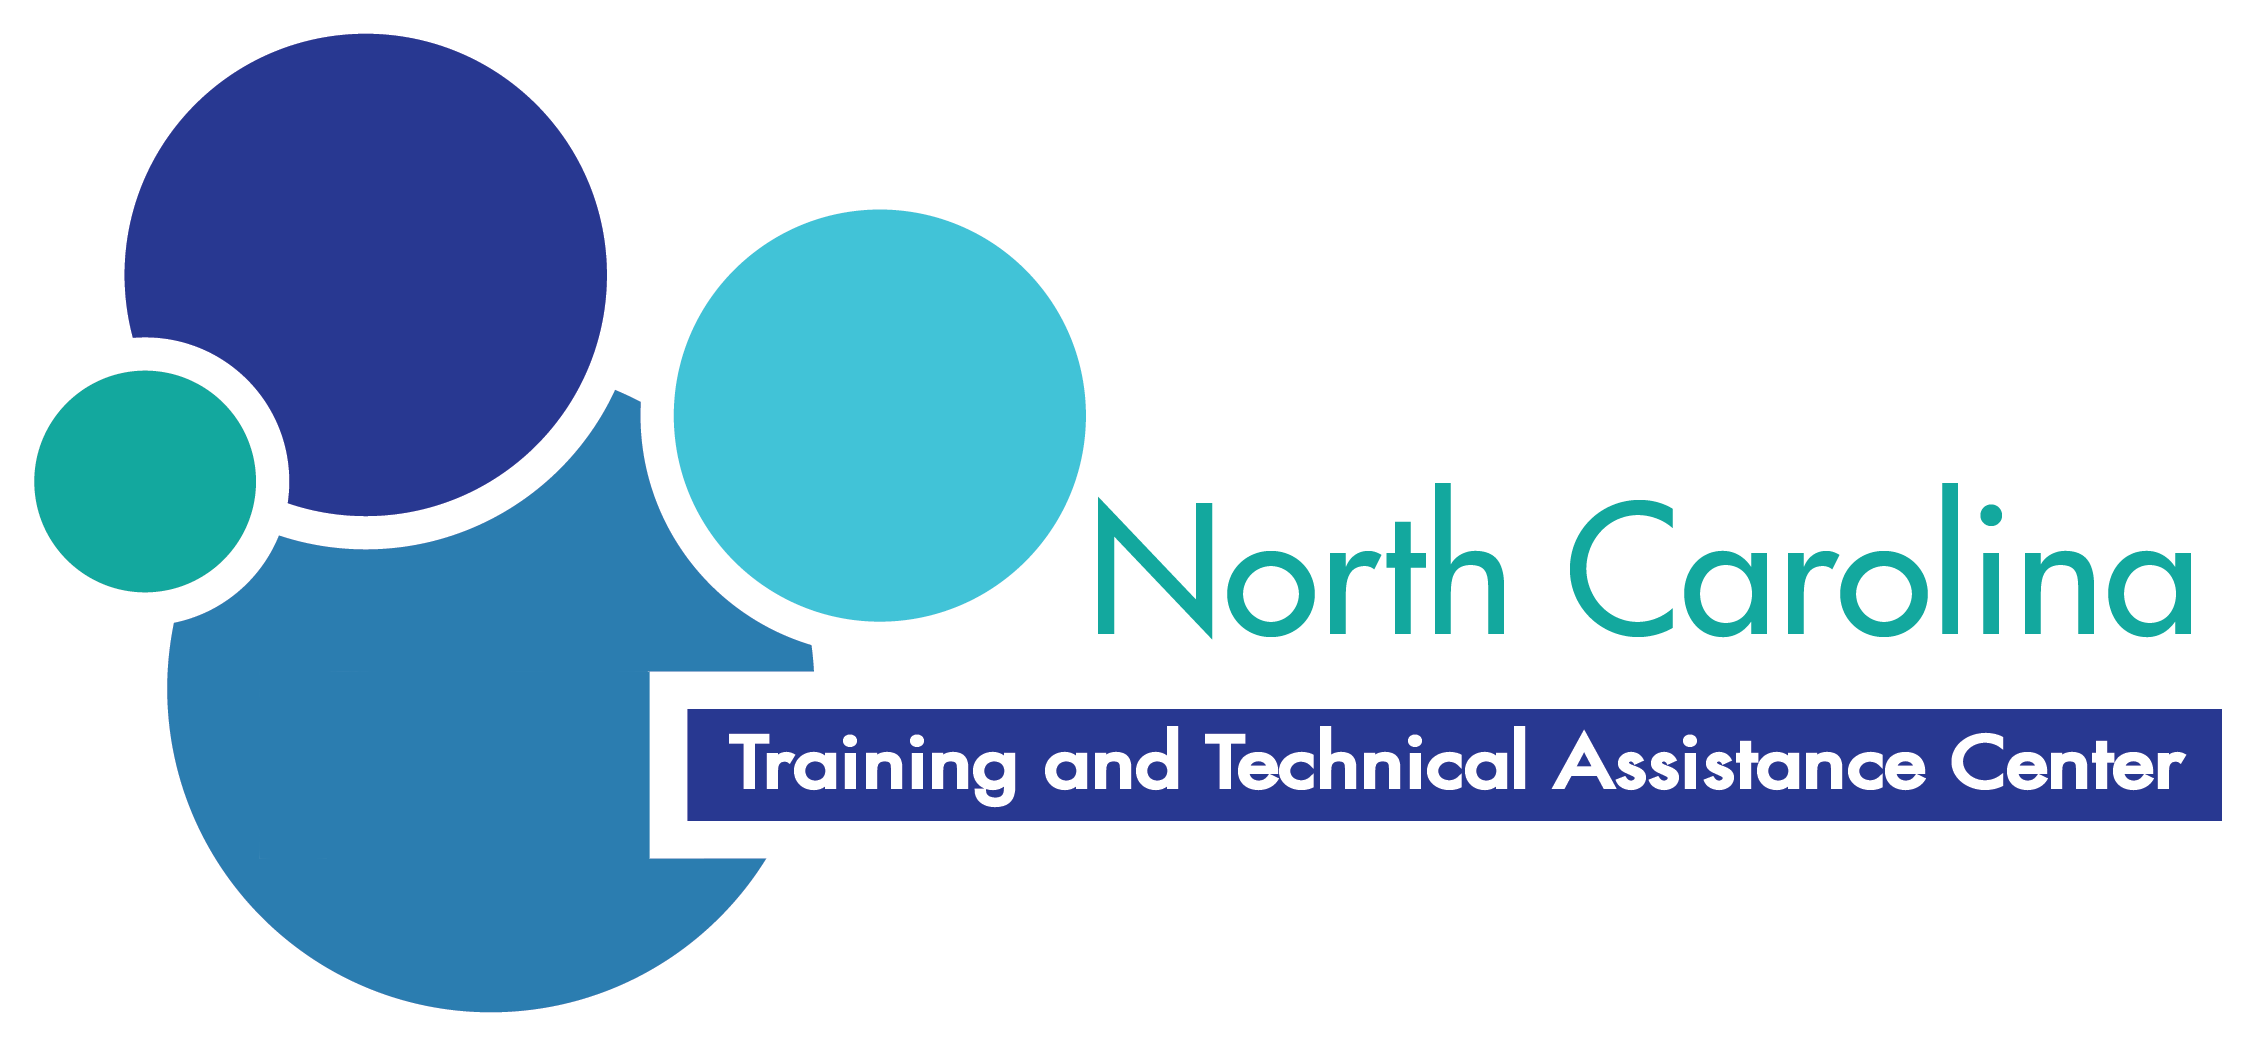 North Carolina
Training and Technical Assistance Center